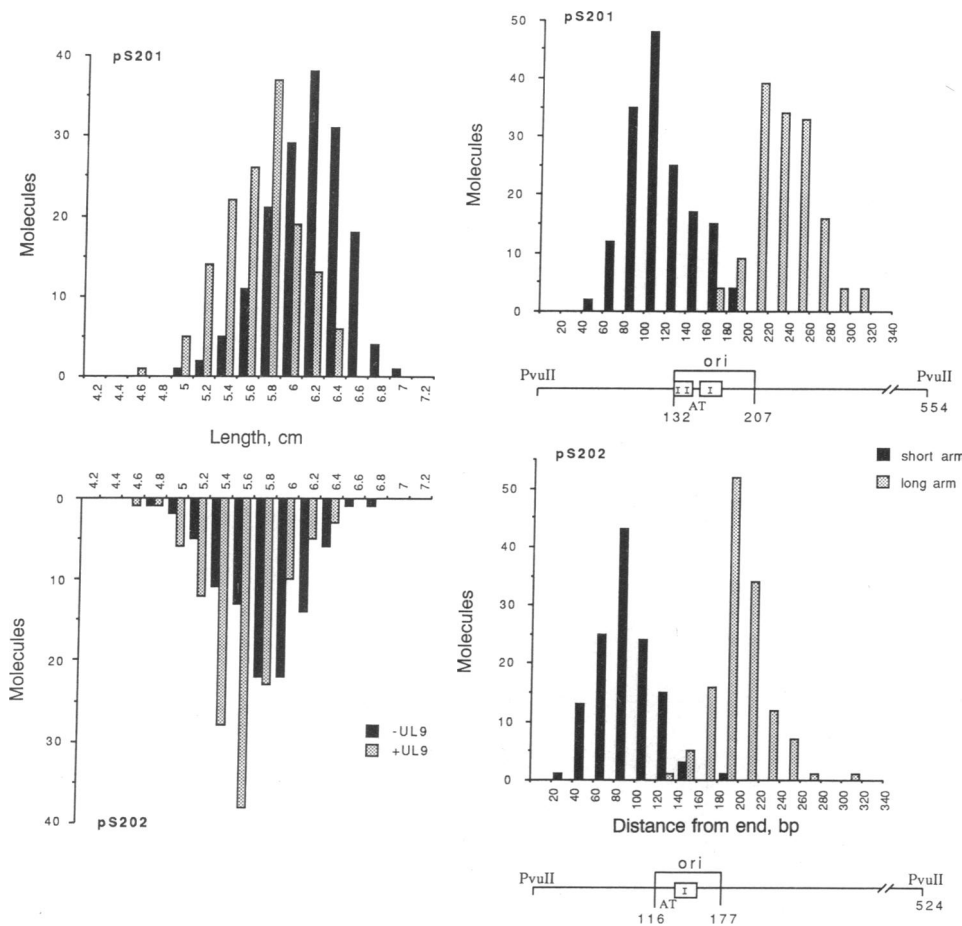 pS201
40
30
20
10
0
Molecules
4.2 4.4 4.6 5 5.2 5.4 5.6 5.8 6 6.2 6.4 6.6 6.8 7 7.2
Length, cm
4.2 4.4 4.6 4.8 5 5.2 5.4 5.6 5.8 6 6.2 6.4 6.6 6.8 7 7.2
0
10
20
30
40
Molecules
-UL9
+UL9
pS202
pS201
50
40
30
20
10
0
Molecules
20 40 60 80 100 120 140 160 180 200 220 240 260 280 300 320 340
ori
PvuII
PvuII
I I
I
AT
132
207
554
pS202
short arm
long arm
50
40
30
20
10
0
Molecules
20 40 60 80 100 120 140 160 180 200 220 240 260 280 300 320 340
Distance from end, bp
ori
PvuII
PvuII
I
AT
116
177
524